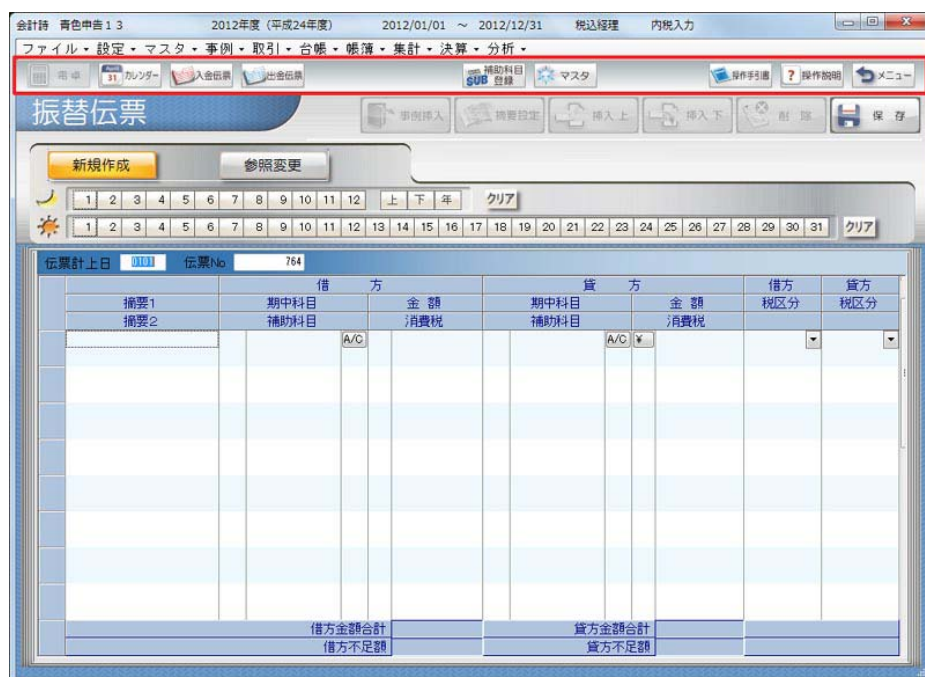 会計詩 青色申告13 2012年度（平成24年度） 2012/01/01 ～ 2012/12/31 税込経理 内税入力
ファイル・設定・マスタ・事例・取引・台帳・帳簿・集計・決算・分析・
電卓 カレンダー 入金伝票 出金伝票 SUB 補助科目登録 マスタ 操作手引書 操作説明 メニュー
振替伝票 事例挿入 摘要設定 挿入上 挿入下 削除 保存
新規作成 参照変更
1 2 3 4 5 6 7 8 9 10 11 12 上 下 年 クリア
1 2 3 4 5 6 7 8 9 10 11 12 13 14 15 16 17 18 19 20 21 22 23 24 25 26 27 28 29 30 31 クリア
伝票計上日 0101 伝票No 764
借方 貸方 借方 貸方
摘要1 期中科目 金額 期中科目 金額 税区分 税区分
摘要2 補助科目 消費税 補助科目 消費税
A/C A/C ¥
借方金額合計 貸方金額合計
借方不足額 貸方不足額